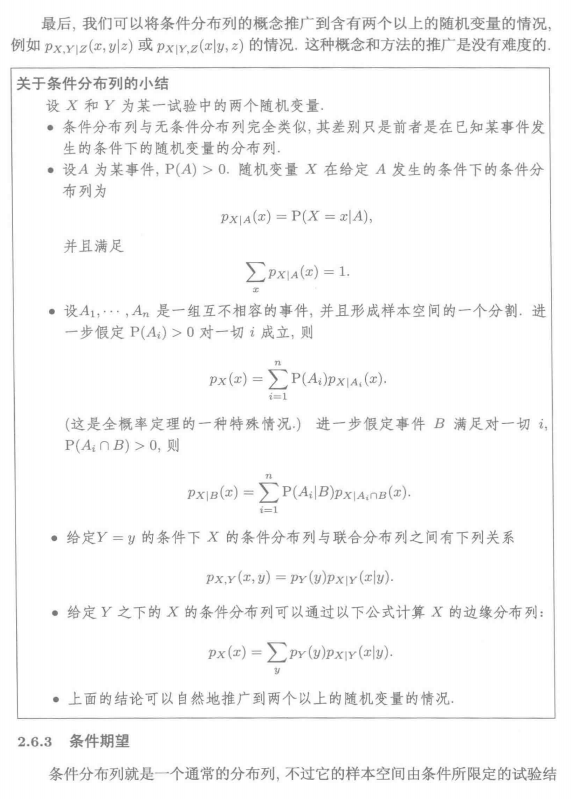 最后, 我们可以将条件分布列的概念推广到含有两个以上的随机变量的情况,
例如 p_{X,Y|Z}(x,y|z) 或 p_{X|Y,Z}(x|y,z) 的情况. 这种概念和方法的推广是没有难度的.
关于条件分布列的小结
设 X 和 Y 为某一试验中的两个随机变量.
• 条件分布列与无条件分布列完全类似, 其差别只是前者是在已知某事件发
生的条件下的随机变量的分布列.
• 设A 为某事件, P(A) > 0. 随机变量 X 在给定 A 发生的条件下的条件分
布列为
p_{X|A}(x) = P(X = x|A),
并且满足
∑_x p_{X|A}(x) = 1.
• 设A_1, ⋯ , A_n 是一组互不相容的事件, 并且形成样本空间的一个分割. 进
一步假定 P(A_i) > 0 对一切 i 成立, 则
p_X(x) = ∑_{i=1}^{n} P(A_i)p_{X|A_i}(x).
(这是全概率定理的一种特殊情况.) 进一步假定事件 B 满足对一切 i,
P(A_i ∩ B) > 0, 则
p_{X|B}(x) = ∑_{i=1}^{n} P(A_i|B)p_{X|A_i∩B}(x).
• 给定Y = y 的条件下 X 的条件分布列与联合分布列之间有下列关系
p_{X,Y}(x,y) = p_Y(y)p_{X|Y}(x|y).
• 给定 Y 之下的 X 的条件分布列可以通过以下公式计算 X 的边缘分布列:
p_X(x) = ∑_y p_Y(y)p_{X|Y}(x|y).
• 上面的结论可以自然地推广到两个以上的随机变量的情况.
2.6.3 条件期望
条件分布列就是一个通常的分布列, 不过它的样本空间由条件所限定的试验结